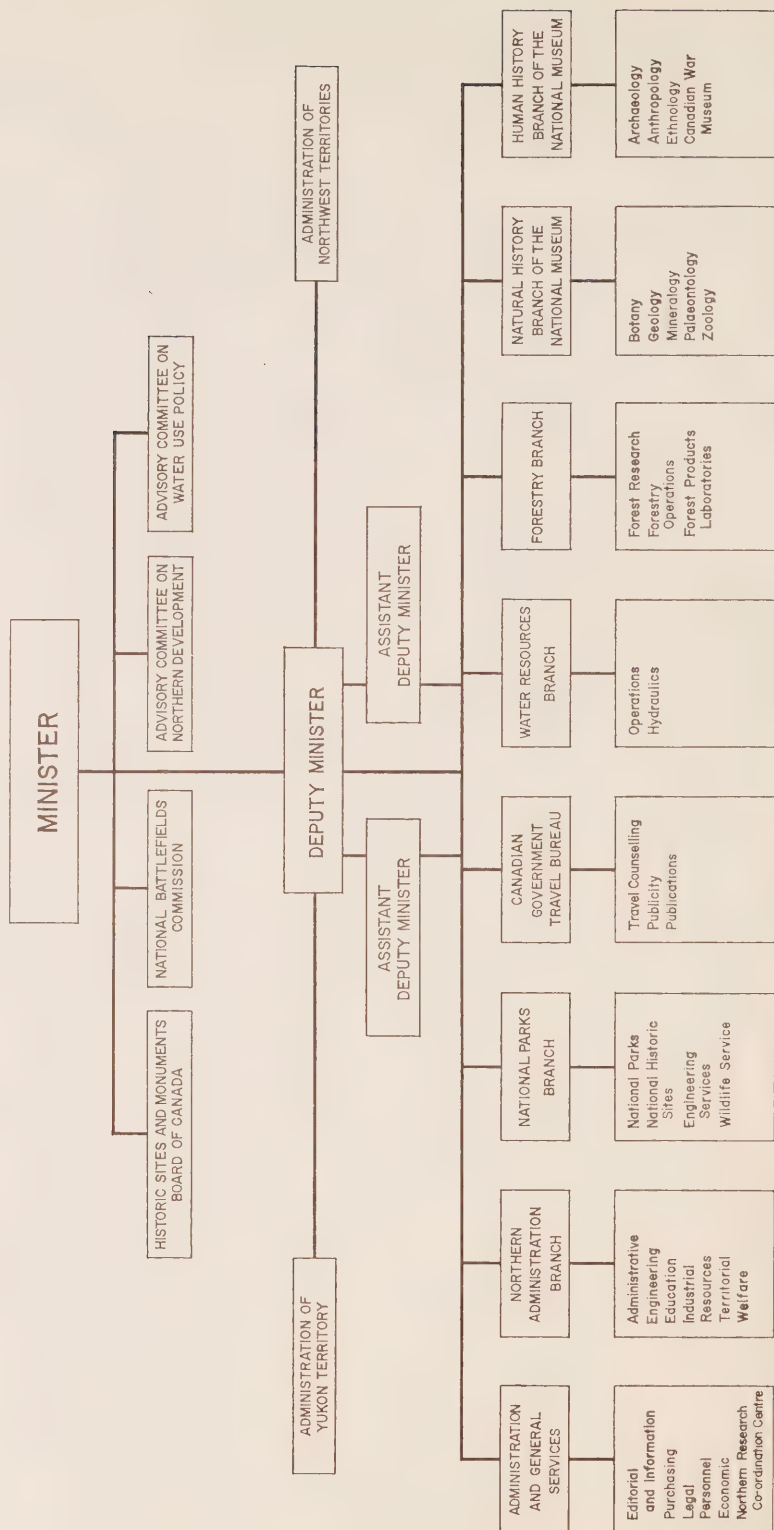 MINISTER
HISTORIC SITES AND MONUMENTS
BOARD OF CANADA
NATIONAL BATTLEFIELDS
COMMISSION
ADVISORY COMMITTEE ON
NORTHERN DEVELOPMENT
ADVISORY COMMITTEE ON
WATER USE POLICY
ADMINISTRATION OF
YUKON TERRITORY
DEPUTY MINISTER
ADMINISTRATION OF
NORTHWEST TERRITORIES
ASSISTANT
DEPUTY MINISTER
ASSISTANT
DEPUTY MINISTER
ADMINISTRATION
AND GENERAL
SERVICES
NORTHERN
ADMINISTRATION
BRANCH
NATIONAL PARKS
BRANCH
CANADIAN
GOVERNMENT
TRAVEL BUREAU
WATER RESOURCES
BRANCH
FORESTRY BRANCH
NATURAL HISTORY
BRANCH OF THE
NATIONAL MUSEUM
HUMAN HISTORY
BRANCH OF THE
NATIONAL MUSEUM
Editorial
and Information
Purchasing
Legal
Personnel
Economic
Northern Research
Co-ordination Centre
Administrative
Engineering
Education
Industrial
Resources
Territorial
Welfare
National Parks
National Historic
Sites
Engineering
Services
Wildlife Service
Travel Counselling
Publicity
Publications
Operations
Hydraulics
Forest Research
Forestry
Operations
Forest Products
Laboratories
Botany
Geology
Mineralogy
Palaeontology
Zoology
Archaeology
Anthropology
Ethnology
Canadian War
Museum